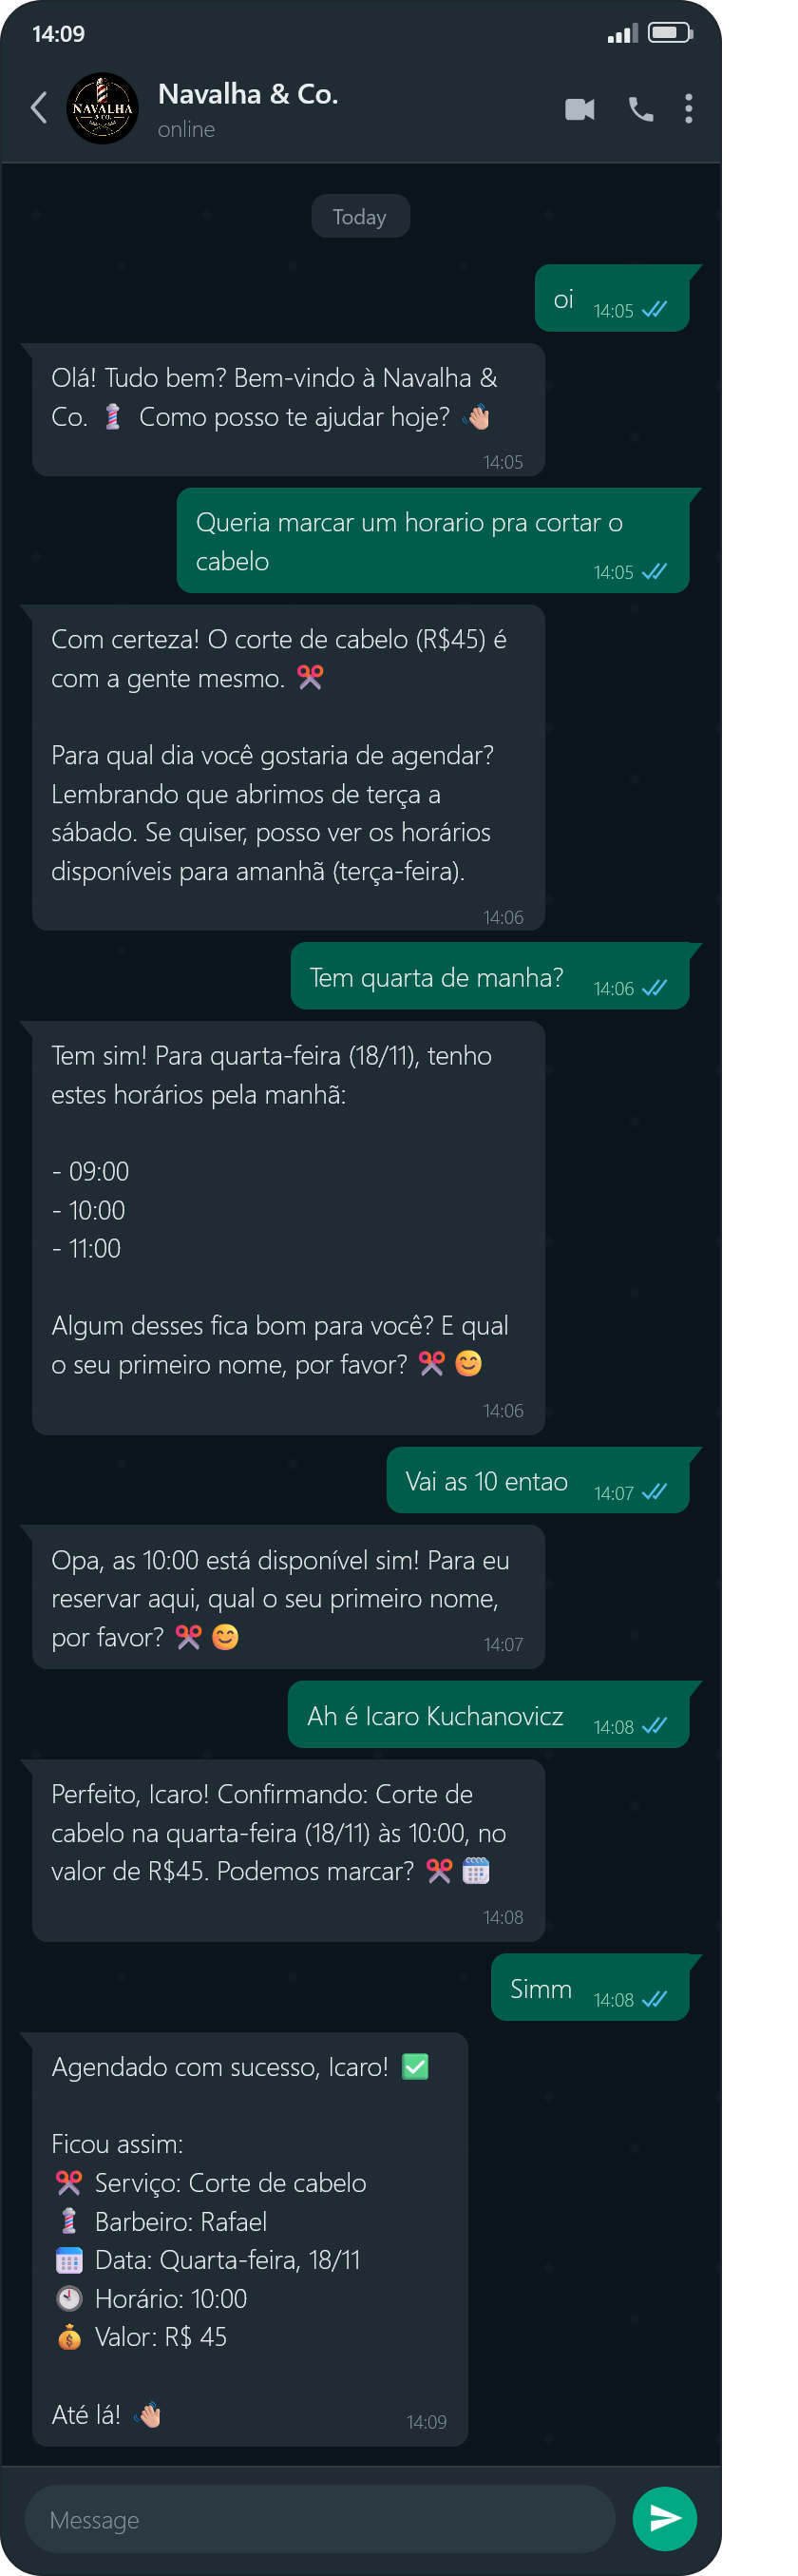 14:09
Navalha & Co.
NAVALHA
& CO.
online
Today
oi 14:05
Olá! Tudo bem? Bem-vindo à Navalha &
Co. 💈 Como posso te ajudar hoje? 👋🏼
14:05
Queria marcar um horario pra cortar o
cabelo 14:05
Com certeza! O corte de cabelo (R$45) é
com a gente mesmo. ✂️
Para qual dia você gostaria de agendar?
Lembrando que abrimos de terça a
sábado. Se quiser, posso ver os horários
disponíveis para amanhã (terça-feira).
14:06
Tem quarta de manha? 14:06
Tem sim! Para quarta-feira (18/11), tenho
estes horários pela manhã:
- 09:00
- 10:00
- 11:00
Algum desses fica bom para você? E qual
o seu primeiro nome, por favor? ✂️😊
14:06
Vai as 10 entao 14:07
Opa, as 10:00 está disponível sim! Para eu
reservar aqui, qual o seu primeiro nome,
por favor? ✂️😊 14:07
Ah é Icaro Kuchanovicz 14:08
Perfeito, Icaro! Confirmando: Corte de
cabelo na quarta-feira (18/11) às 10:00, no
valor de R$45. Podemos marcar? ✂️🗓️
14:08
Simm 14:08
Agendado com sucesso, Icaro! ✅
Ficou assim:
✂️ Serviço: Corte de cabelo
💈 Barbeiro: Rafael
📅 Data: Quarta-feira, 18/11
🕙 Horário: 10:00
💰 Valor: R$ 45
Até lá! 👋🏼 14:09
Message